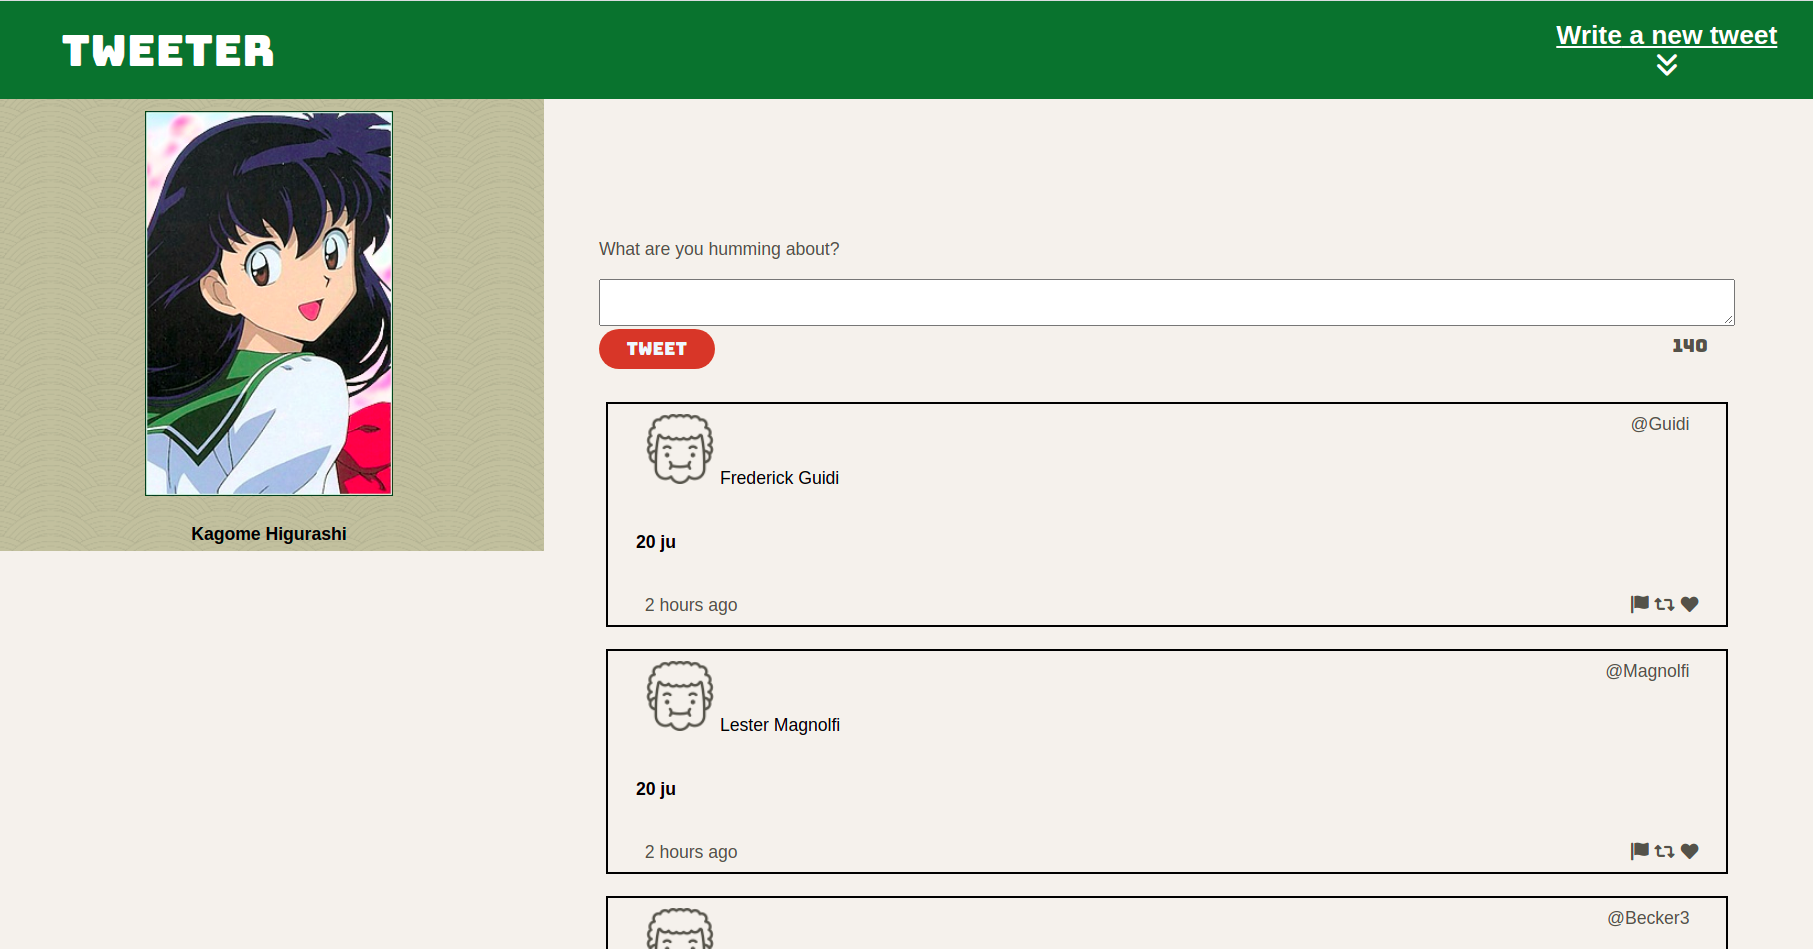 TWEETER
Write a new tweet
Kagome Higurashi
What are you humming about?
TWEET
140
@Guidi
Frederick Guidi
20 ju
2 hours ago
@Magnolfi
Lester Magnolfi
20 ju
2 hours ago
@Becker3